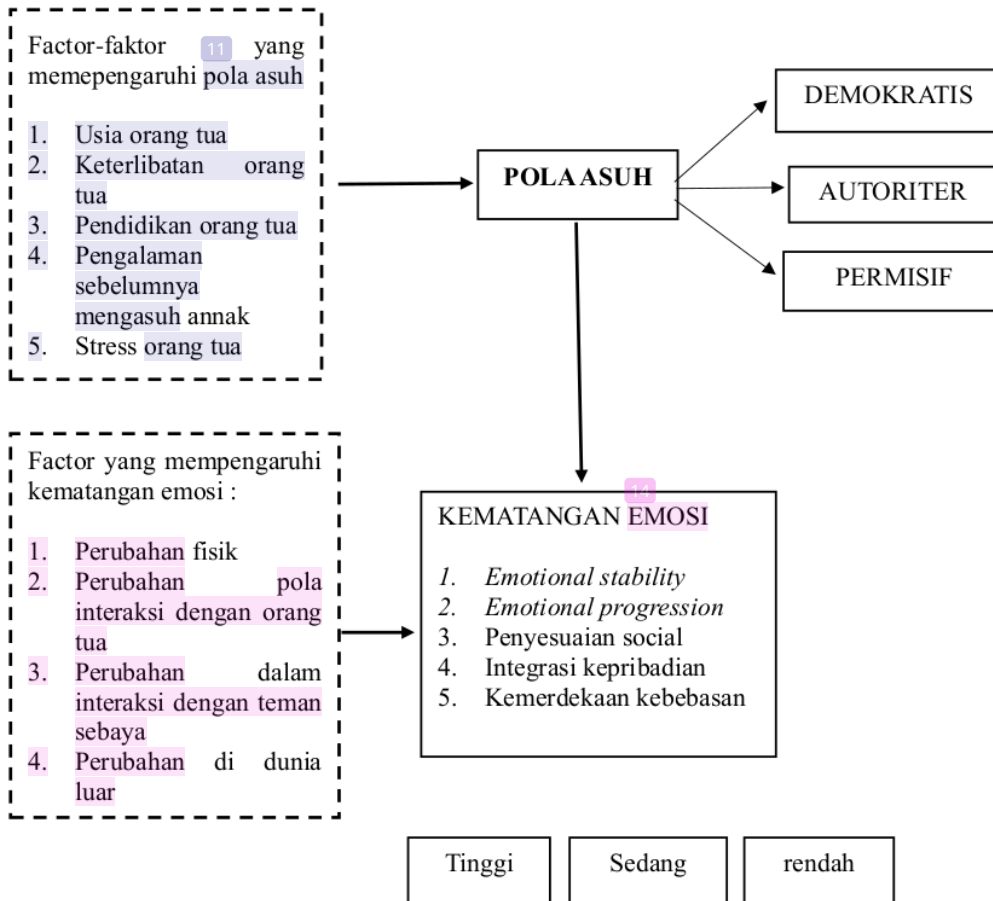 Factor-faktor 11 yang
memepengaruhi pola asuh
1. Usia orang tua
2. Keterlibatan orang
tua
3. Pendidikan orang tua
4. Pengalaman
sebelumnya
mengasuh annak
5. Stress orang tua
POLA ASUH
DEMOKRATIS
AUTORITER
PERMISIF
Factor yang mempengaruhi
kematangan emosi :
1. Perubahan fisik
2. Perubahan pola
interaksi dengan orang
tua
3. Perubahan dalam
interaksi dengan teman
sebaya
4. Perubahan di dunia
luar
14
KEMATANGAN EMOSI
1. Emotional stability
2. Emotional progression
3. Penyesuaian social
4. Integrasi kepribadian
5. Kemerdekaan kebebasan
Tinggi
Sedang
rendah